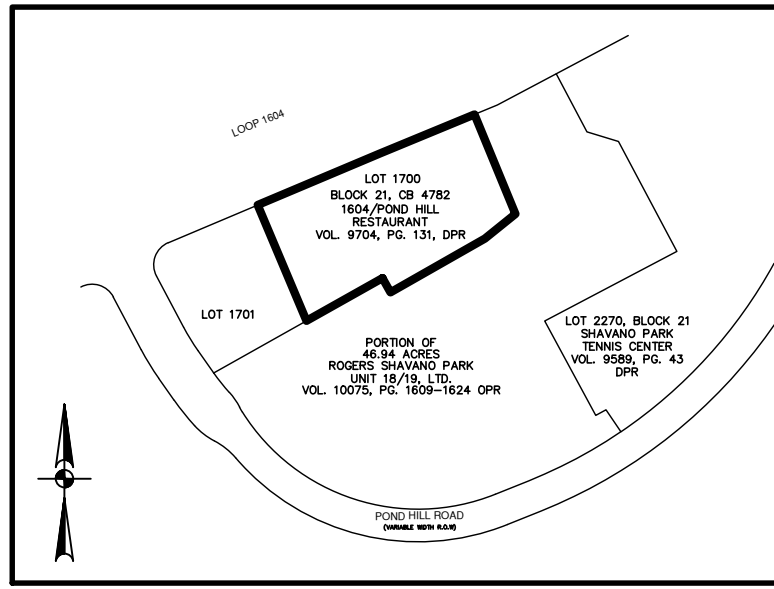 LOOP 1604
LOT 1700
BLOCK 21, CB 4782
1604/POND HILL
RESTAURANT
VOL. 9704, PG. 131, DPR
LOT 1701
PORTION OF
46.94 ACRES
ROGERS SHAVANO PARK
UNIT 18/19, LTD.
VOL. 10075, PG. 1609-1624 OPR
LOT 2270, BLOCK 21
SHAVANO PARK
TENNIS CENTER
VOL. 9589, PG. 43
DPR
POND HILL ROAD
(VARIABLE WIDTH R.O.W)